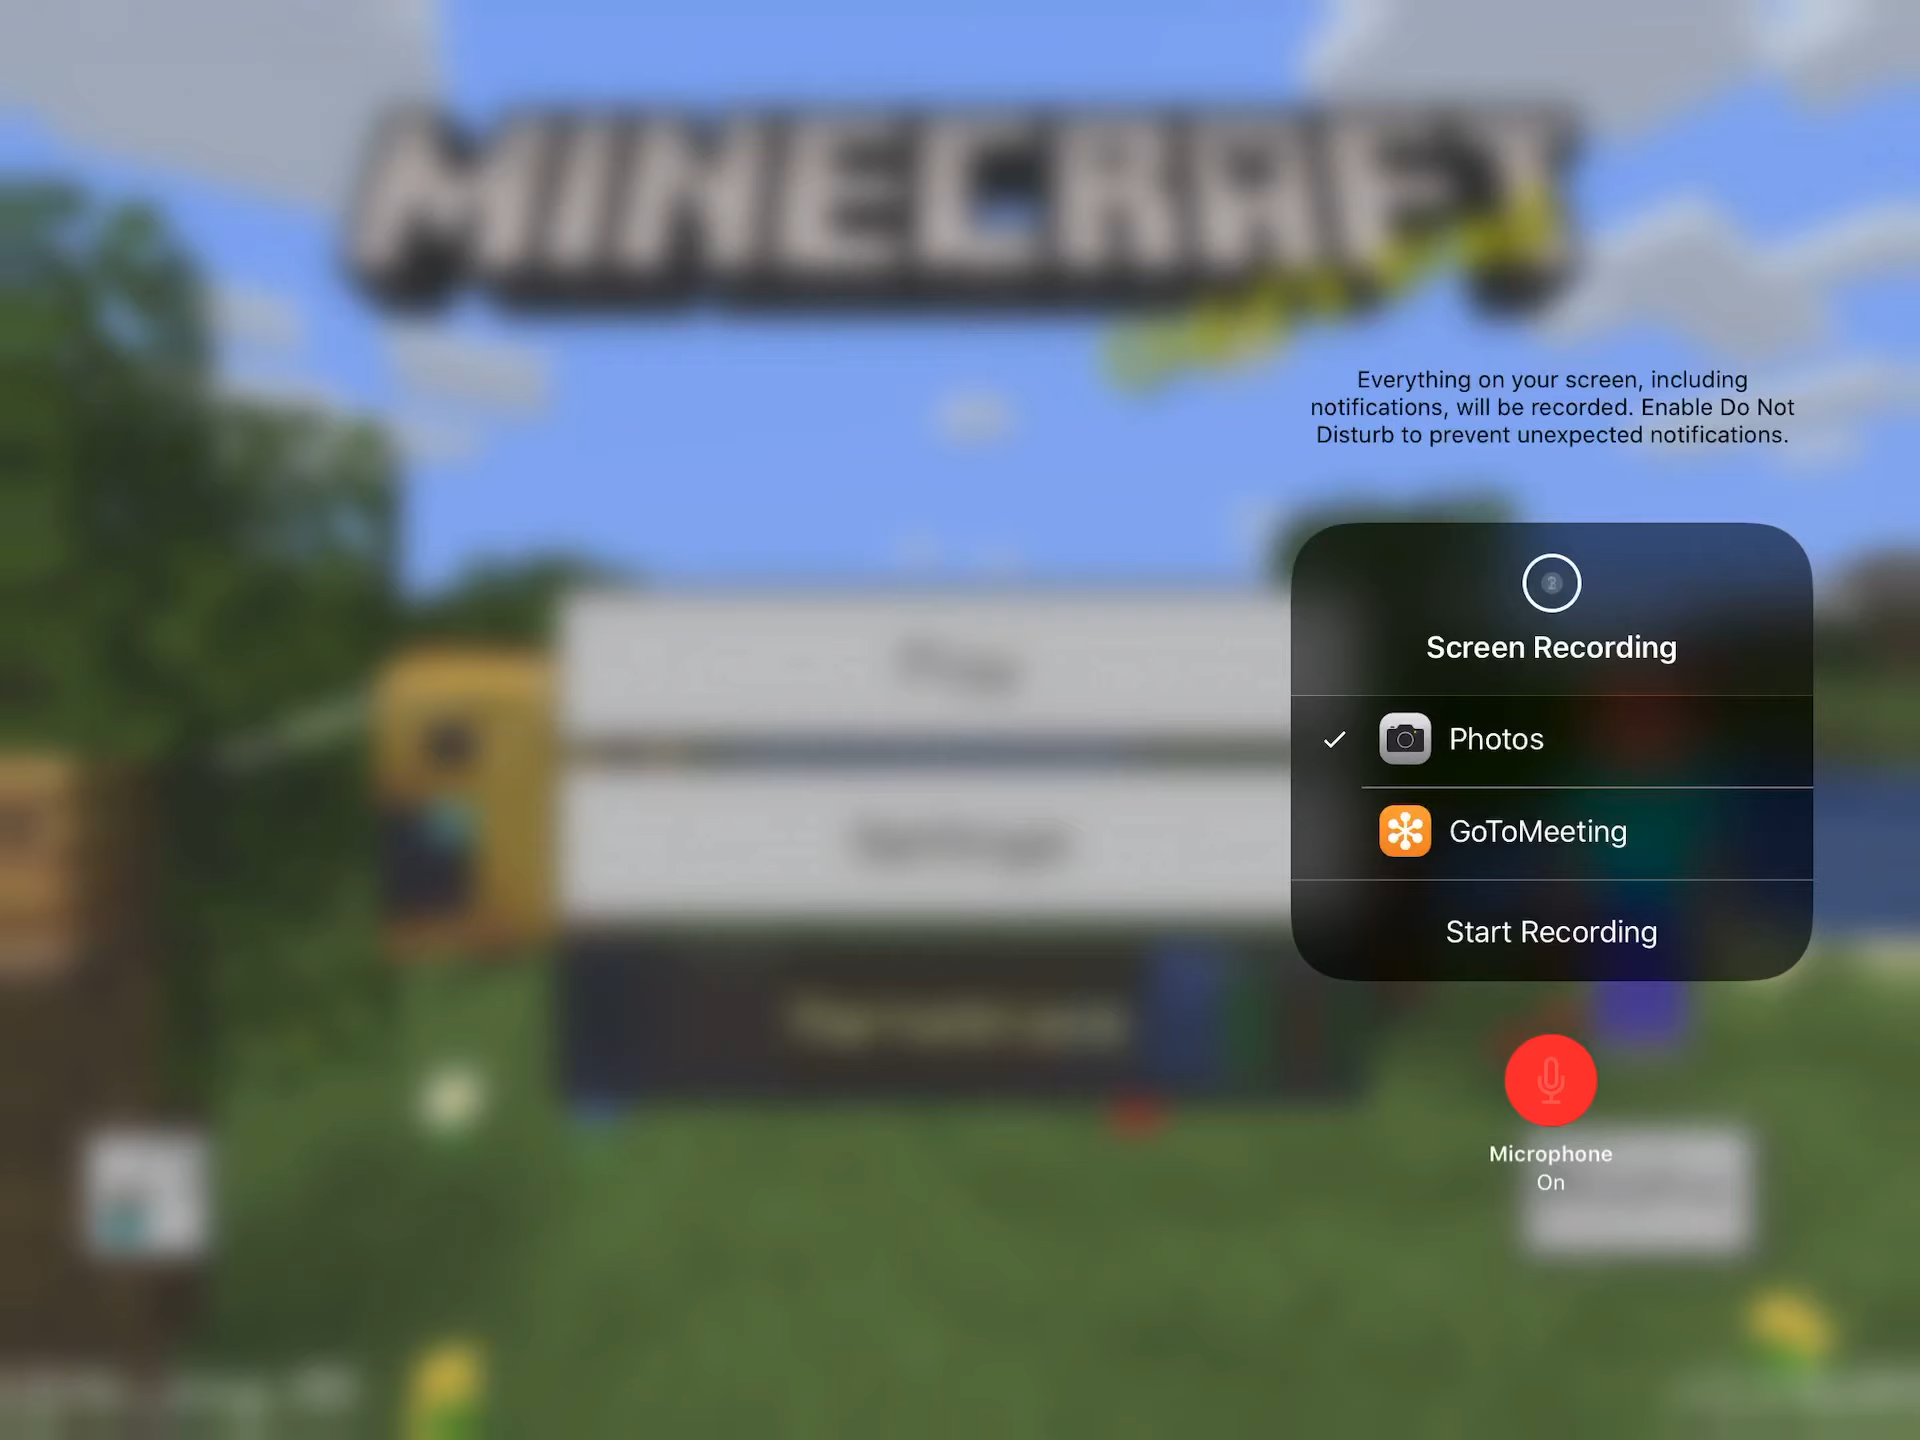 MINECRAFT
Everything on your screen, including
notifications, will be recorded. Enable Do Not
Disturb to prevent unexpected notifications.
Screen Recording
Photos
GoToMeeting
Start Recording
Microphone
On